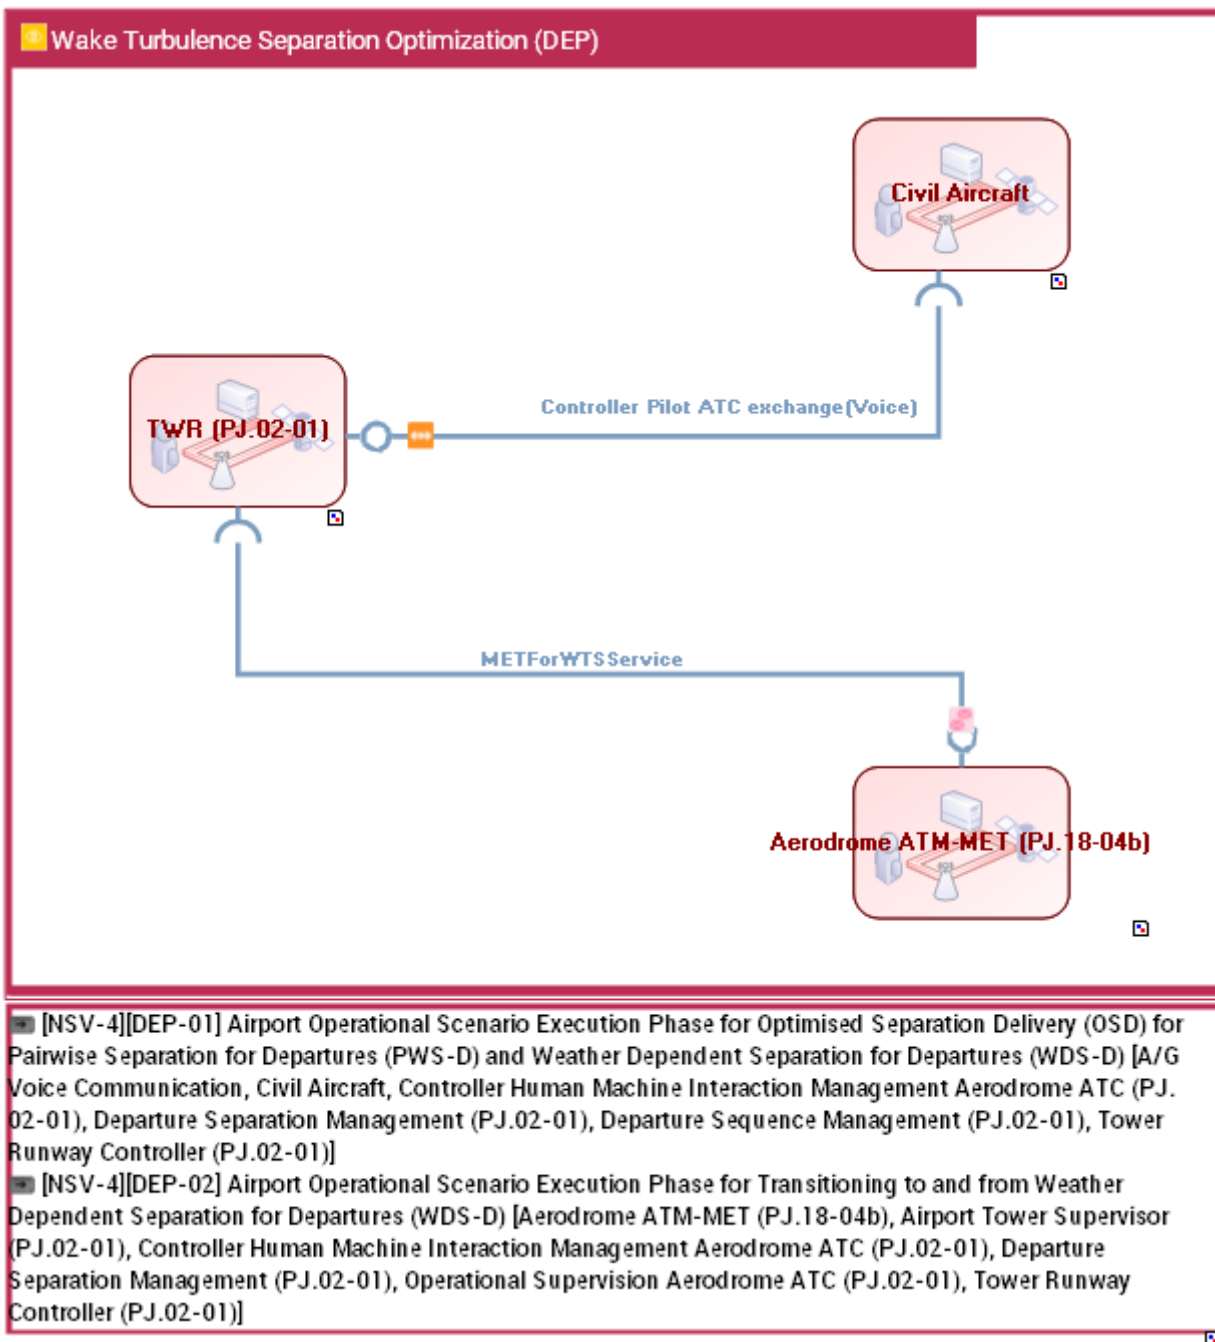 Wake Turbulence Separation Optimization (DEP)
Civil Aircraft
Controller Pilot ATC exchange(Voice)
TWR (PJ.02-01)
METForWTSService
Aerodrome ATM-MET (PJ.18-04b)
[NSV-4][DEP-01] Airport Operational Scenario Execution Phase for Optimised Separation Delivery (OSD) for
Pairwise Separation for Departures (PWS-D) and Weather Dependent Separation for Departures (WDS-D) [A/G
Voice Communication, Civil Aircraft, Controller Human Machine Interaction Management Aerodrome ATC (PJ.
02-01), Departure Separation Management (PJ.02-01), Departure Sequence Management (PJ.02-01), Tower
Runway Controller (PJ.02-01)]
[NSV-4][DEP-02] Airport Operational Scenario Execution Phase for Transitioning to and from Weather
Dependent Separation for Departures (WDS-D) [Aerodrome ATM-MET (PJ.18-04b), Airport Tower Supervisor
(PJ.02-01), Controller Human Machine Interaction Management Aerodrome ATC (PJ.02-01), Departure
Separation Management (PJ.02-01), Operational Supervision Aerodrome ATC (PJ.02-01), Tower Runway
Controller (PJ.02-01)]